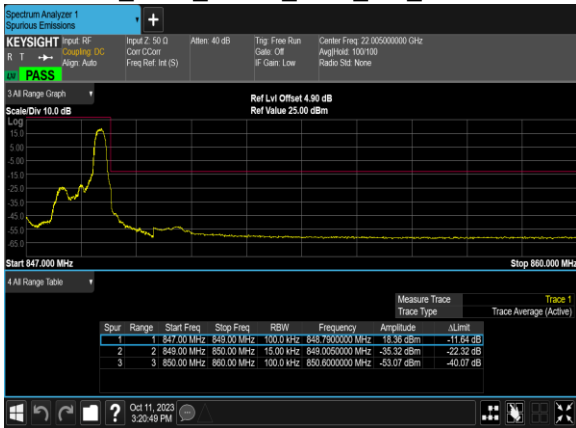 Spectrum Analyzer 1
Spurious Emissions
+
KEYSIGHT Input: RF Input Z: 50 Ω Atten: 40 dB Trig: Free Run Center Freq: 22.005000000 GHz
R T Coupling: DC Corr CCorr Gate: Off Avg|Hold: 100/100
Align: Auto Freq Ref: Int (S) IF Gain: Low Radio Std: None
PASS
3 All Range Graph
Ref Lvl Offset 4.90 dB
Scale/Div 10.0 dB Ref Value 25.00 dBm
Log
15.0
5.00
-5.00
-15.0
-25.0
-35.0
-45.0
-55.0
-65.0
Start 847.000 MHz Stop 860.000 MHz
4 All Range Table
Measure Trace Trace 1
Trace Type Trace Average (Active)
Spur Range Start Freq Stop Freq RBW Frequency Amplitude ΔLimit
1 1 847.00 MHz 849.00 MHz 100.0 kHz 848.7900000 MHz 18.36 dBm -11.64 dB
2 2 849.00 MHz 850.00 MHz 15.00 kHz 849.0050000 MHz -35.32 dBm -22.32 dB
3 3 850.00 MHz 860.00 MHz 100.0 kHz 850.6000000 MHz -53.07 dBm -40.07 dB
? Oct 11, 2023
3:20:49 PM